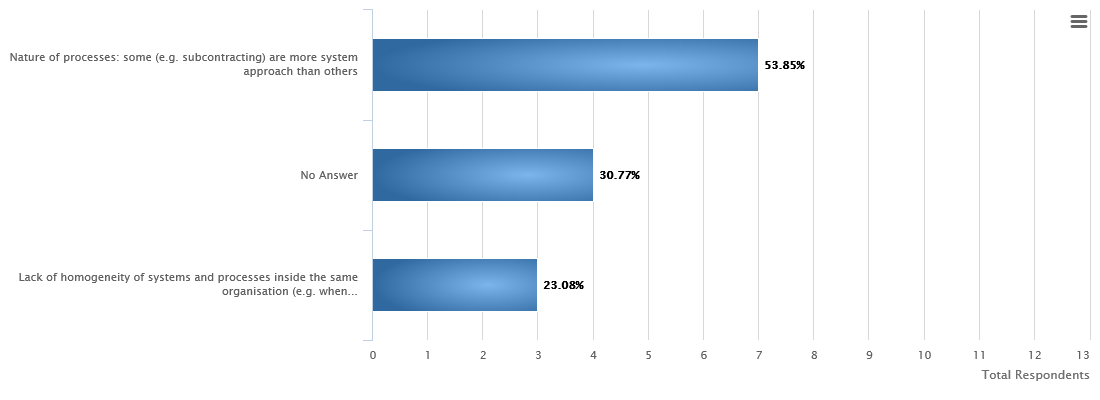 Nature of processes: some (e.g. subcontracting) are more system
approach than others
53.85%
No Answer
30.77%
Lack of homogeneity of systems and processes inside the same
organisation (e.g. when...
23.08%
0 1 2 3 4 5 6 7 8 9 10 11 12 13
Total Respondents